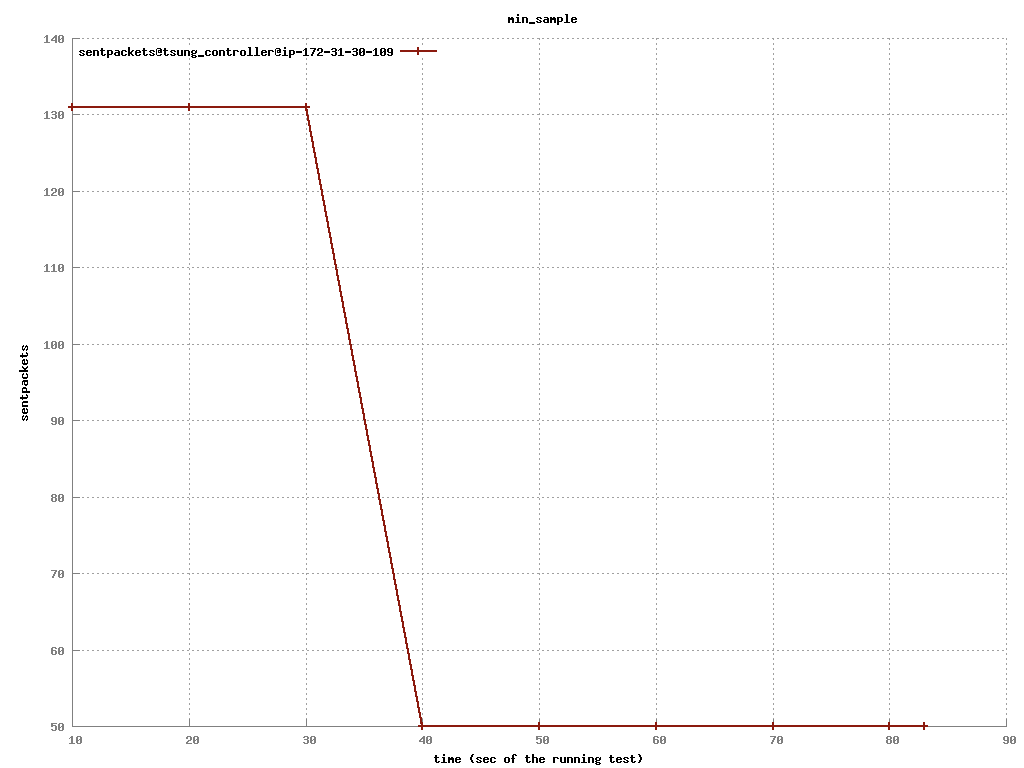 min_sample
140
sentpackets@tsung_controller@ip-172-31-30-109
130
120
110
100
90
80
70
60
50
sentpackets
10 20 30 40 50 60 70 80 90
time (sec of the running test)